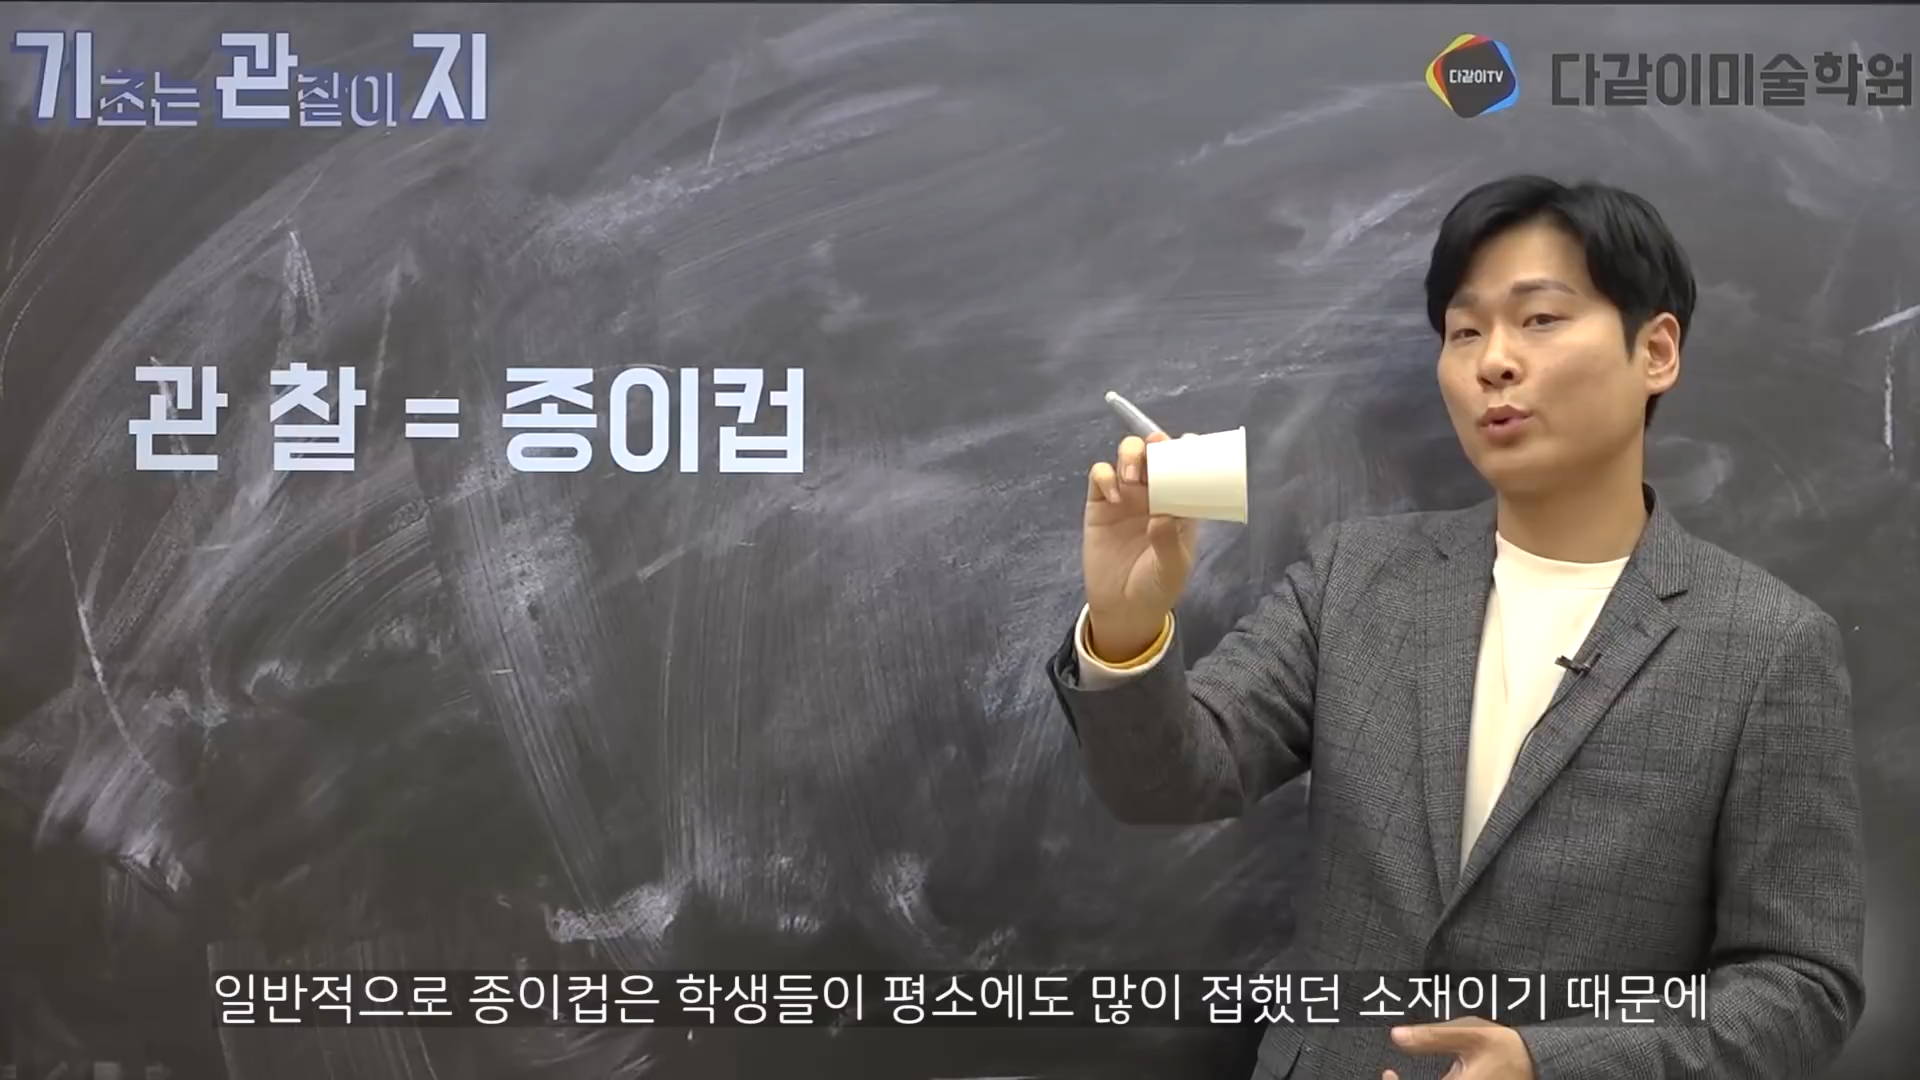 기초는 관찰이지
다같이TV
다같이미술학원
관 찰 = 종이컵
일반적으로 종이컵은 학생들이 평소에도 많이 접했던 소재이기 때문에